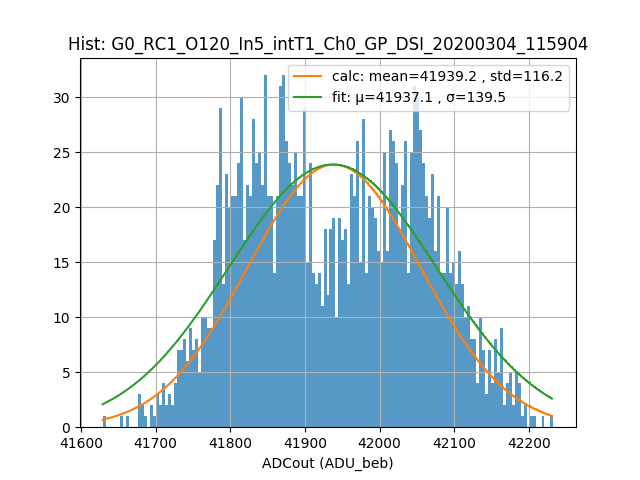 Hist: G0_RC1_O120_In5_intT1_Ch0_GP_DSI_20200304_115904
calc: mean=41939.2 , std=116.2
fit: μ=41937.1 , σ=139.5
30
25
20
15
10
5
0
41600 41700 41800 41900 42000 42100 42200
ADCout (ADU_beb)